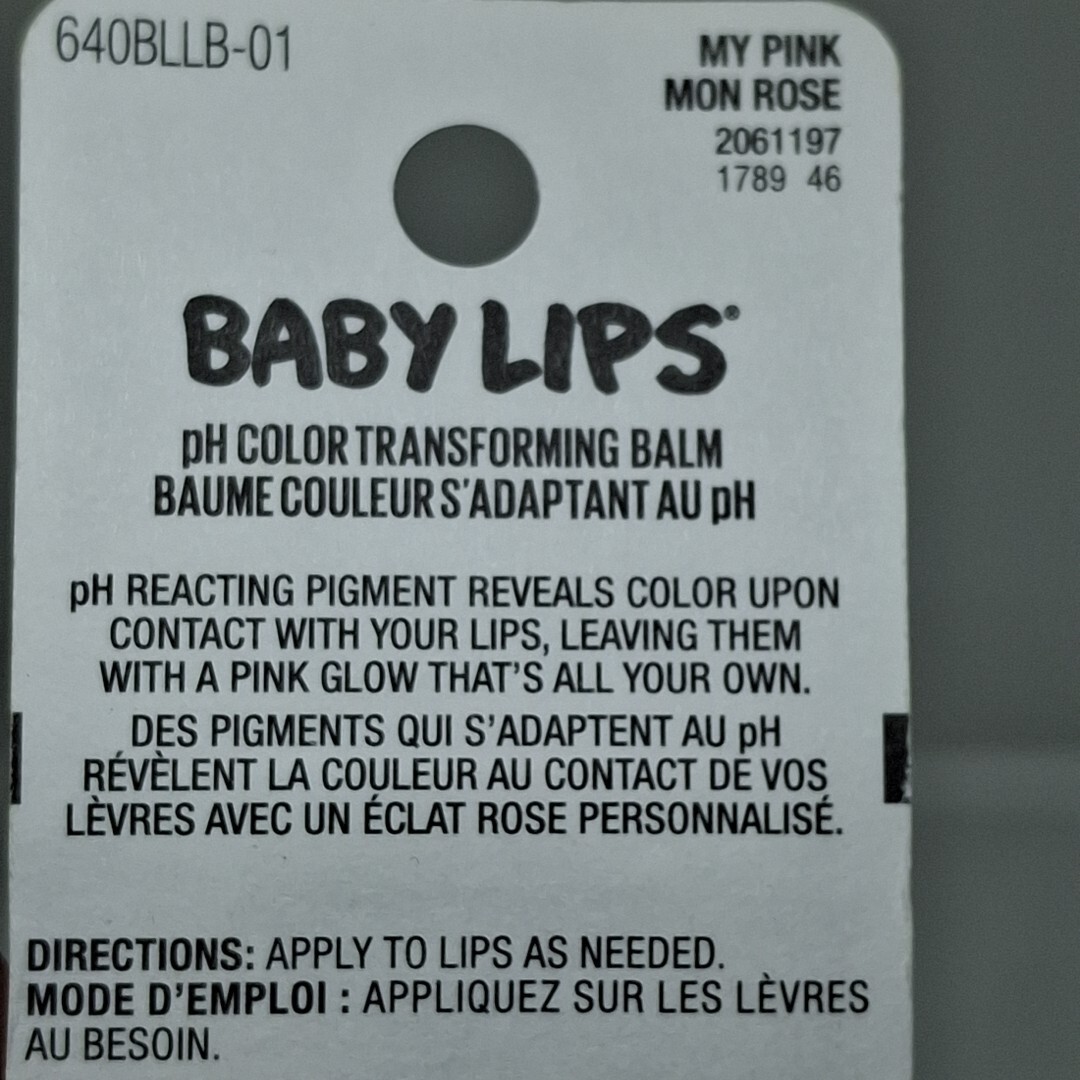 640BLLB-01
MY PINK
MON ROSE
2061197
1789 46
BABY LIPS®
pH COLOR TRANSFORMING BALM
BAUME COULEUR S'ADAPTANT AU pH
pH REACTING PIGMENT REVEALS COLOR UPON
CONTACT WITH YOUR LIPS, LEAVING THEM
WITH A PINK GLOW THAT'S ALL YOUR OWN.
DES PIGMENTS QUI S'ADAPTENT AU pH
RÉVÈLENT LA COULEUR AU CONTACT DE VOS
LÈVRES AVEC UN ÉCLAT ROSE PERSONNALISÉ.
DIRECTIONS: APPLY TO LIPS AS NEEDED.
MODE D'EMPLOI : APPLIQUEZ SUR LES LÈVRES
AU BESOIN.